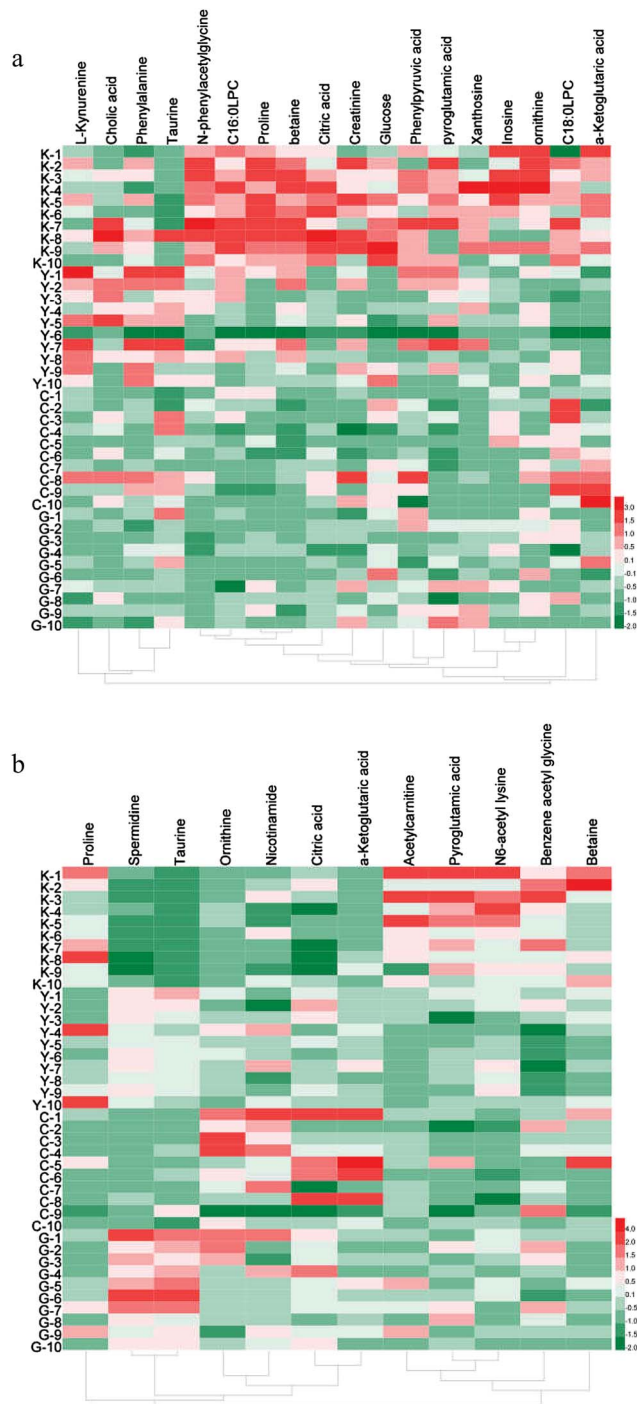 a
L-Kynurenine
Cholic acid
Phenylalanine
Taurine
N-phenylacetylglycine
C16:0LPC
Proline
betaine
Citric acid
Creatinine
Glucose
Phenylpyruvic acid
pyroglutamic acid
Xanthosine
Inosine
ornithine
C18:0LPC
a-Ketoglutaric acid
K-1
K-2
K-3
K-4
K-5
K-6
K-7
K-8
K-9
K-10
Y-1
Y-2
Y-3
Y-4
Y-5
Y-6
Y-7
Y-8
Y-9
Y-10
C-1
C-2
C-3
C-4
C-5
C-6
C-7
C-8
C-9
C-10
G-1
G-2
G-3
G-4
G-5
G-6
G-7
G-8
G-9
G-10
3.0
1.5
1.0
0.5
0.1
-0.1
-0.5
-1.0
-1.5
-2.0
b
Proline
Spermidine
Taurine
Ornithine
Nicotinamide
Citric acid
a-Ketoglutaric acid
Acetylcarnitine
Pyroglutamic acid
N6-acetyl lysine
Benzene acetyl glycine
Betaine
K-1
K-2
K-3
K-4
K-5
K-6
K-7
K-8
K-9
K-10
Y-1
Y-2
Y-3
Y-4
Y-5
Y-6
Y-7
Y-8
Y-9
Y-10
C-1
C-2
C-3
C-4
C-5
C-6
C-7
C-8
C-9
C-10
G-1
G-2
G-3
G-4
G-5
G-6
G-7
G-8
G-9
G-10
4.0
2.0
1.5
1.0
0.5
0.1
-0.5
-1.0
-1.5
-2.0